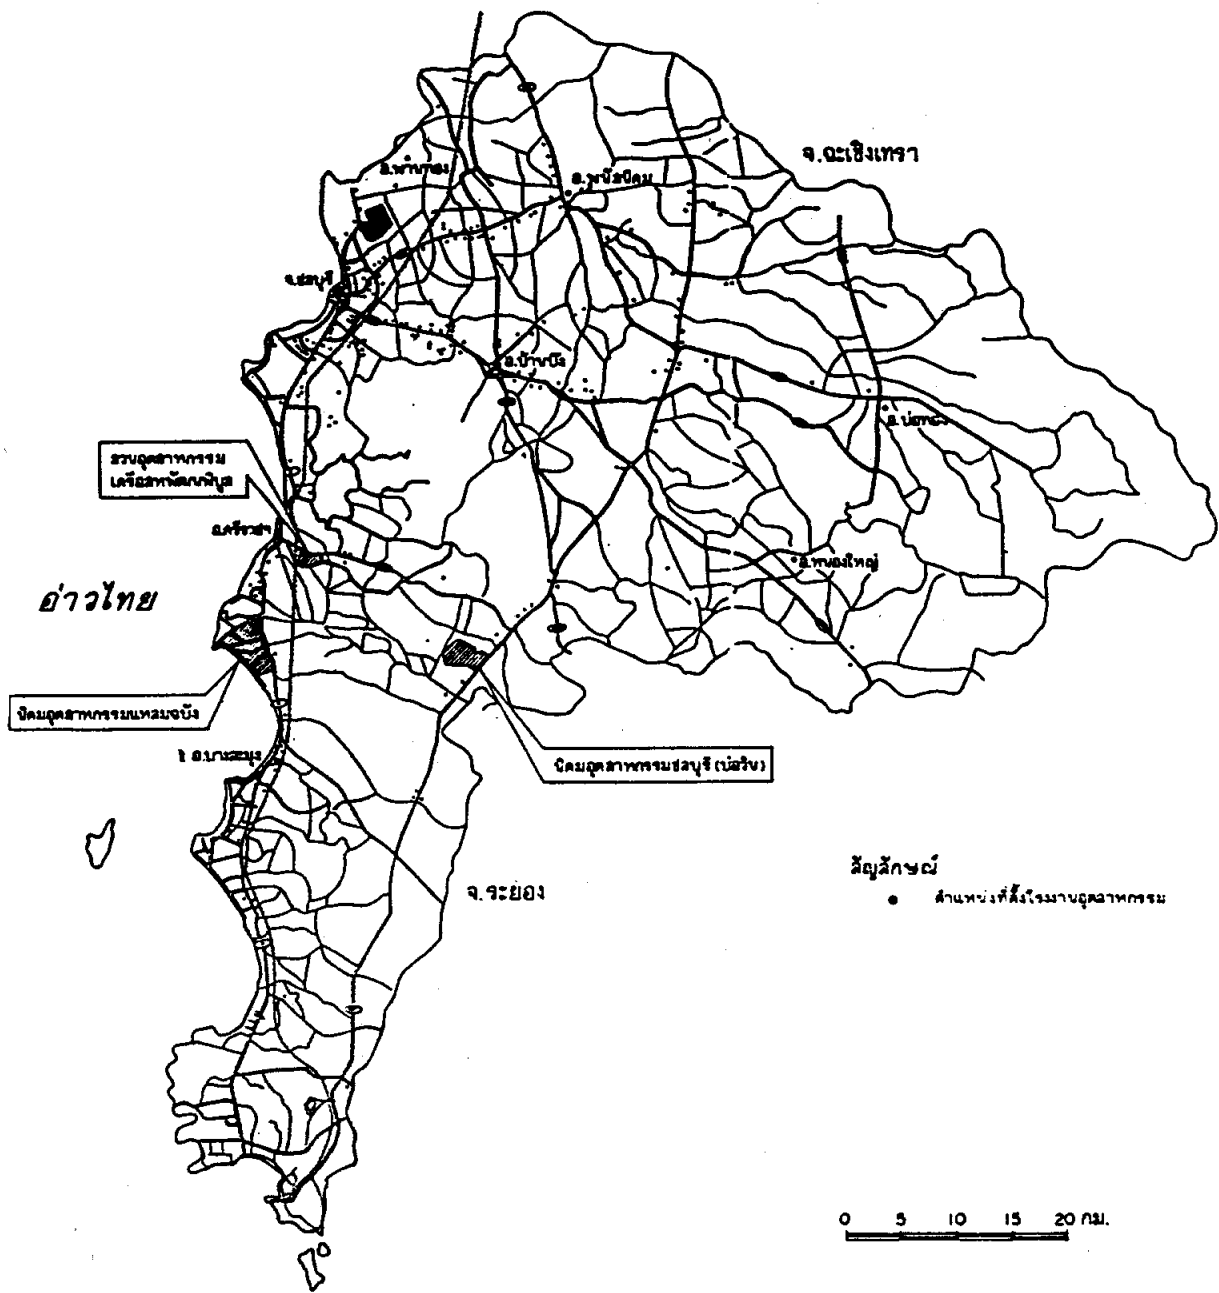 จ.ฉะเชิงเทรา
อ.พานทอง
อ.พนัสนิคม
จ.ชลบุรี
อ.บ้านบึง
อ.บ่อทอง
สวนอุตสาหกรรม
เครือสหพัฒนพิบูล
อ.ศรีราชา
อ.หนองใหญ่
อ่าวไทย
นิคมอุตสาหกรรมแหลมฉบัง
อ.บางละมุง
นิคมอุตสาหกรรมชลบุรี (บ่อวิน)
จ.ระยอง
สัญลักษณ์
ตำแหน่งที่ตั้งโรงงานอุตสาหกรรม
0 5 10 15 20 กม.